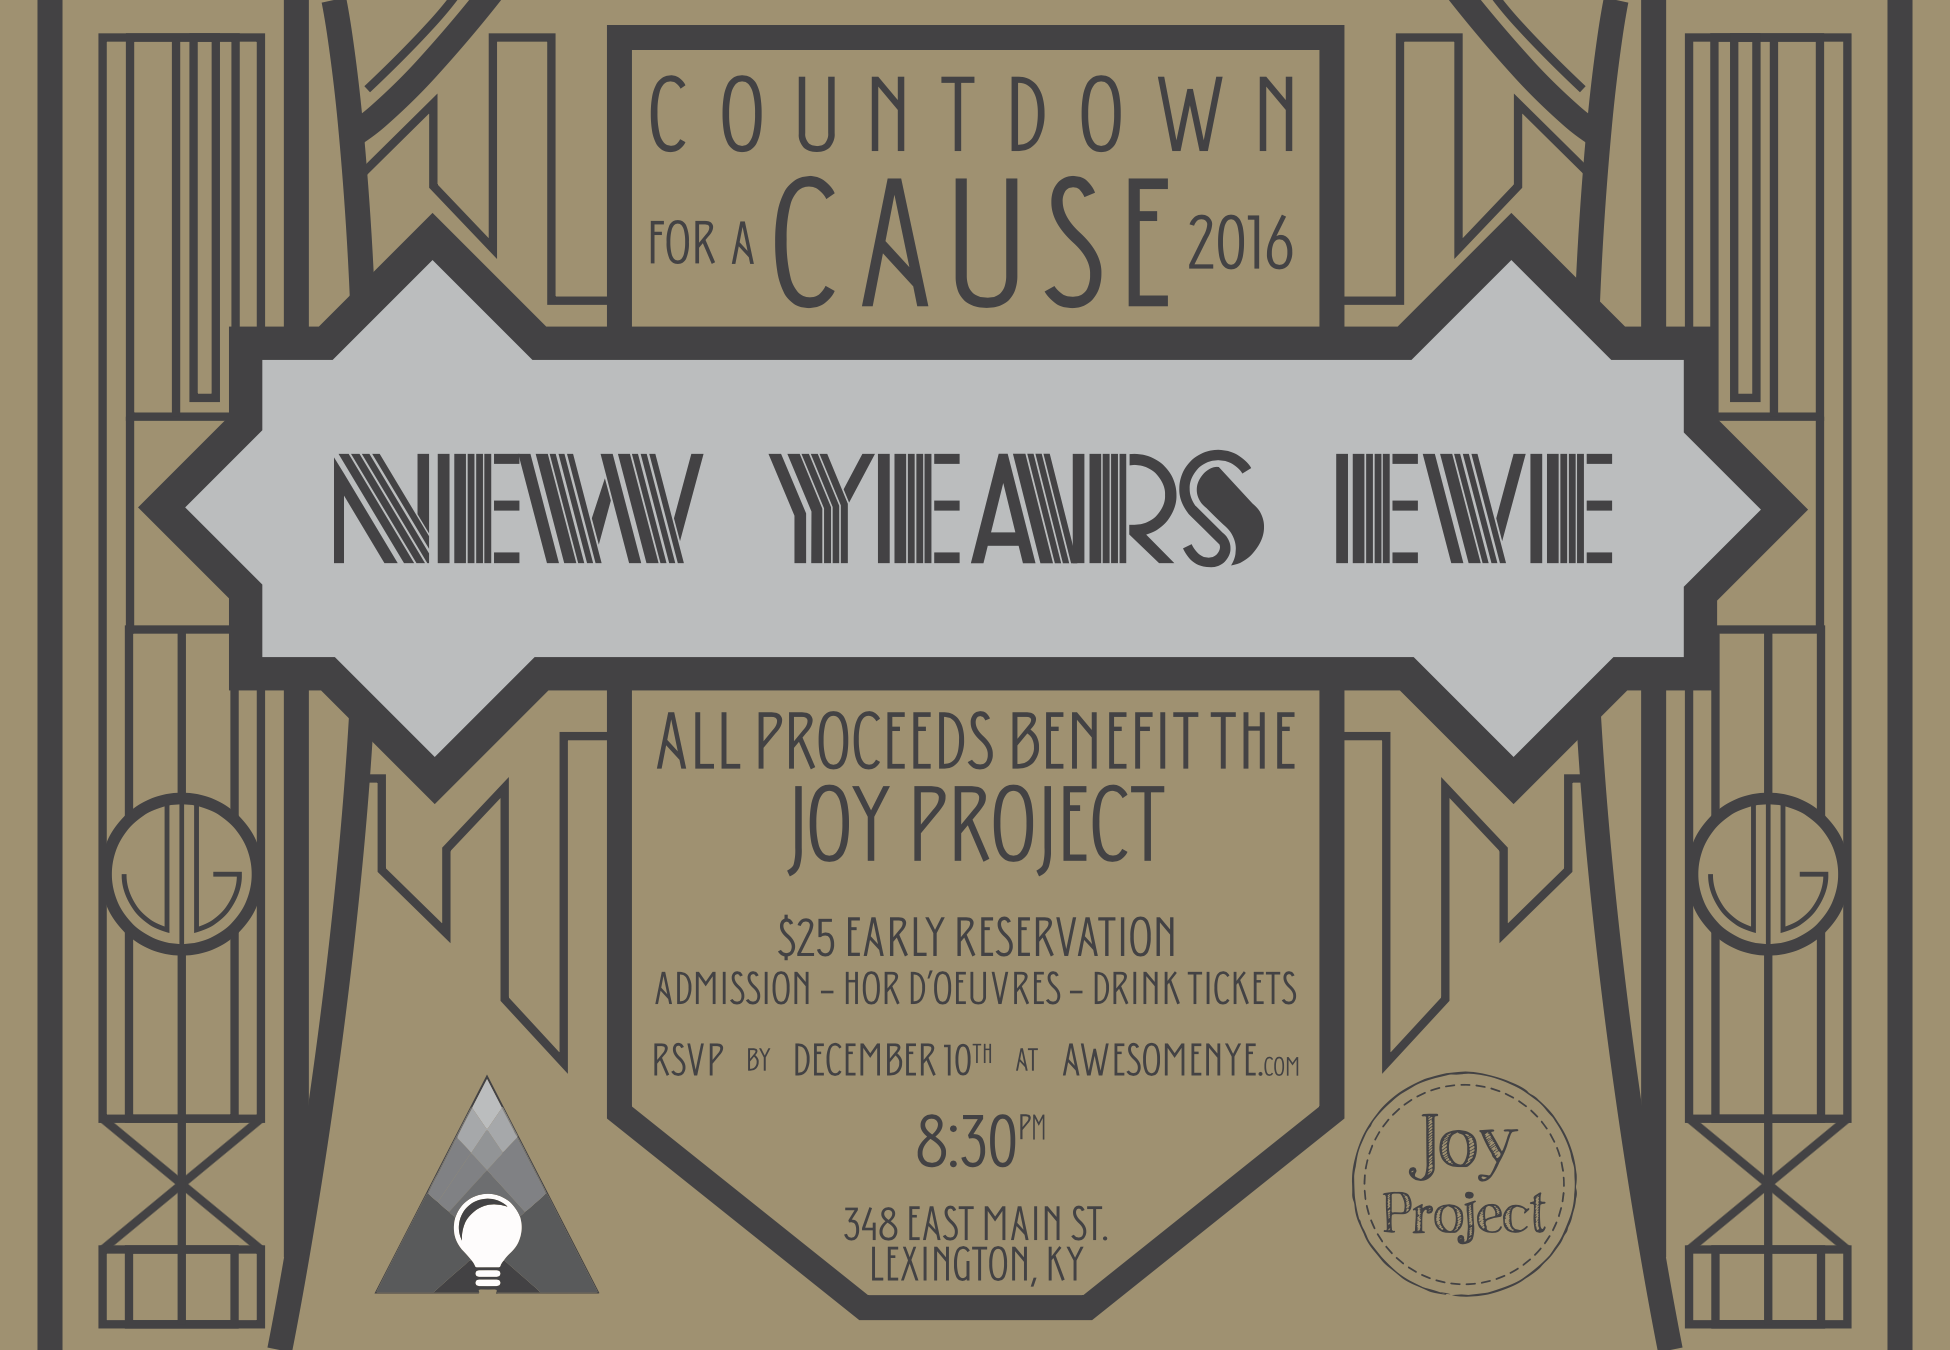 COUNTDOWN
FOR A CAUSE 2016
NEW YEARS EVE
ALL PROCEEDS BENEFIT THE
JOY PROJECT
$25 EARLY RESERVATION
ADMISSION – HOR D'OEUVRES – DRINK TICKETS
RSVP BY DECEMBER 10TH AT AWESOMENYE.COM
8:30PM
348 EAST MAIN ST.
LEXINGTON, KY
Joy
Project